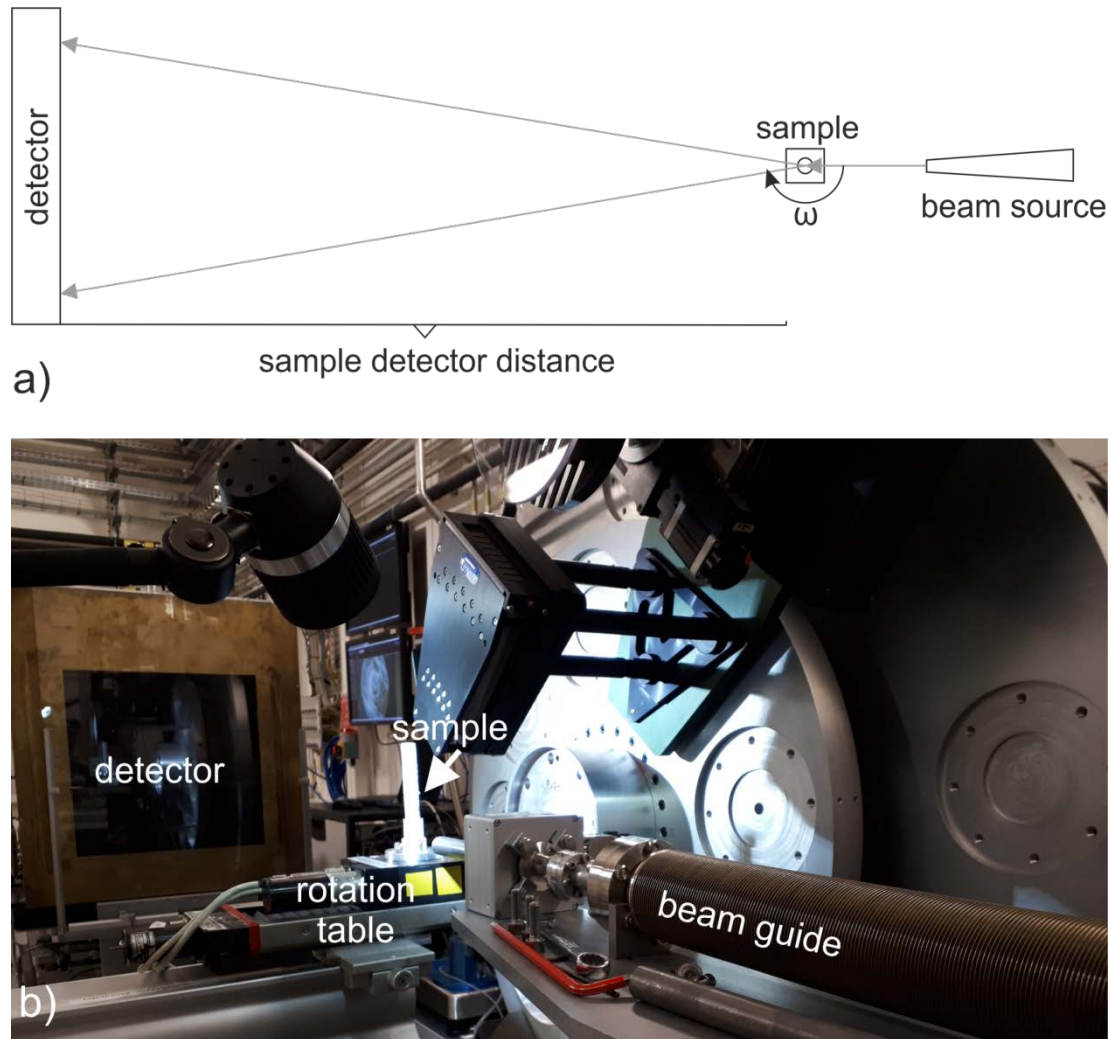 detector
sample
ω
beam source
sample detector distance
a)
sample
detector
rotation
table
beam guide
b)